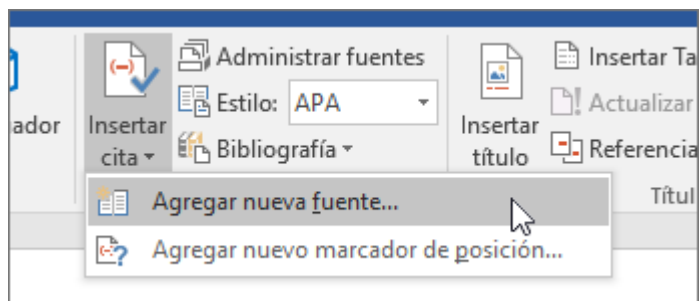 Administrar fuentes
Estilo: APA
Bibliografía
Insertar
cita
ador
Insertar
título
Insertar Ta
Actualizar
Referencia
Títul
Agregar nueva fuente...
Agregar nuevo marcador de posición...